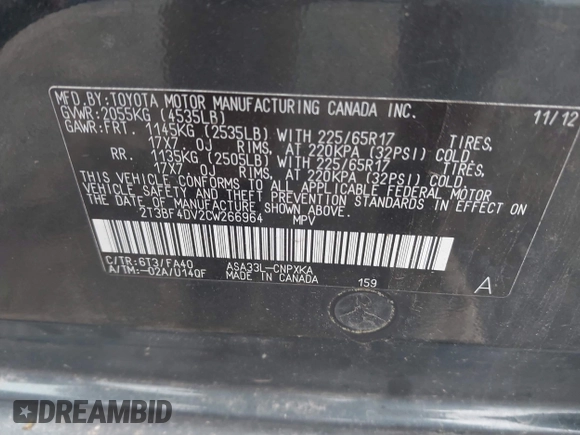 MFD.BY:TOYOTA MOTOR MANUFACTURING CANADA INC. 11/12
GVWR:2055KG (4535LB)
GAWR:FRT. 1145KG (2535LB) WITH 225/65R17 TIRES,
17X7 OJ RIMS, AT 220KPA (32PSI) COLD.
RR. 1135KG (2505LB) WITH 225/65R17 TIRES,
17X7 OJ RIMS, AT 220KPA (32PSI) COLD.
THIS VEHICLE CONFORMS TO ALL APPLICABLE FEDERAL MOTOR
VEHICLE SAFETY AND THEFT PREVENTION STANDARDS IN EFFECT ON
THE DATE OF MANUFACTURE SHOWN ABOVE.
2T3BF4DV2CW266964 MPV
C/TR:6T3/FA40 ASA33L-CNPXKA
A/TM:-02A/U140F MADE IN CANADA 159 A
DREAMBID